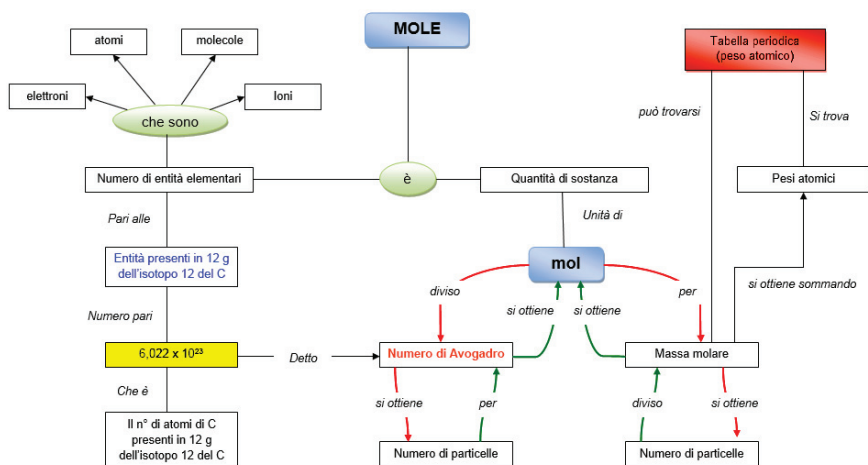 MOLE
atomi
molecole
Tabella periodica
(peso atomico)
elettroni
Ioni
che sono
può trovarsi
Si trova
Numero di entità elementari
è
Quantità di sostanza
Pesi atomici
Pari alle
Unità di
Entità presenti in 12 g
dell'isotopo 12 del C
mol
diviso
si ottiene
si ottiene
per
si ottiene sommando
Numero pari
6,022 x 10²³
Detto
Numero di Avogadro
Massa molare
Che è
si ottiene
per
diviso
si ottiene
Il n° di atomi di C
presenti in 12 g
dell'isotopo 12 del C
Numero di particelle
Numero di particelle